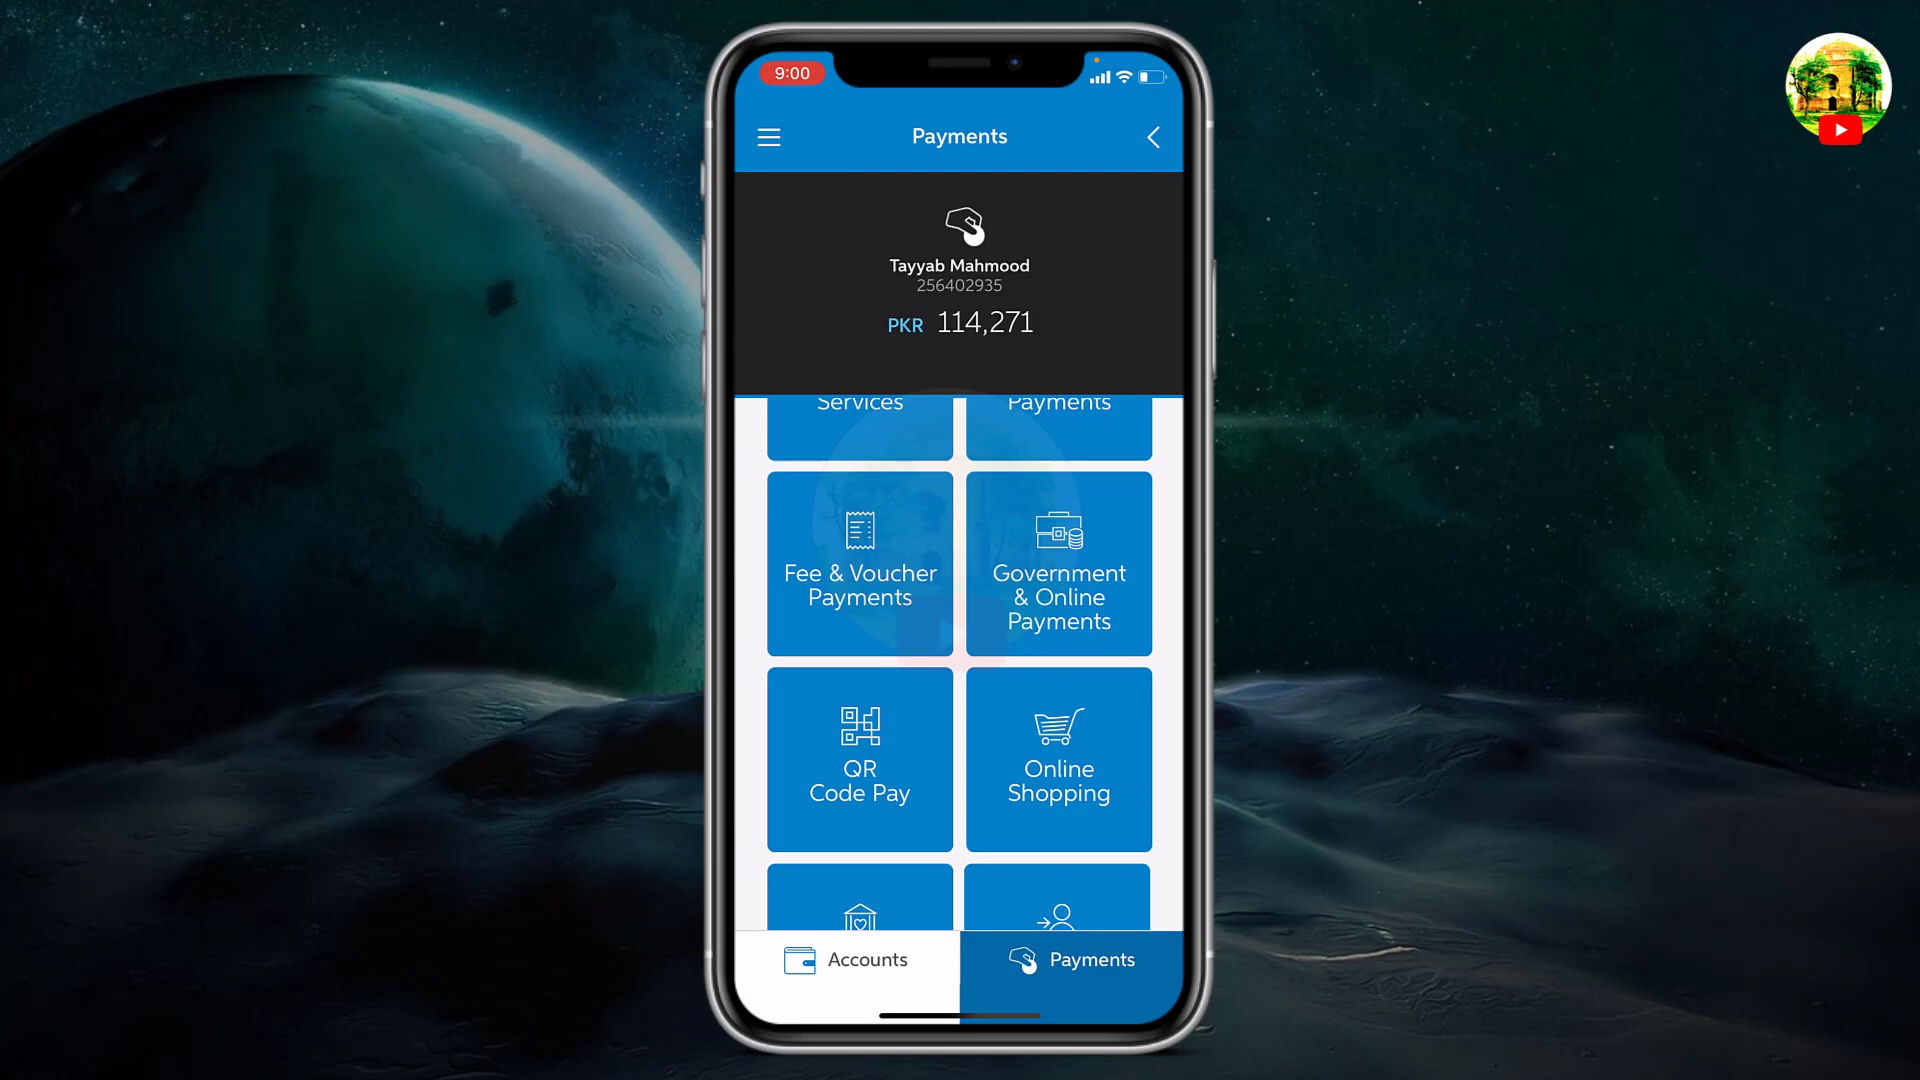 9:00
Payments
Tayyab Mahmood
256402935
PKR 114,271
Services
Payments
Fee & Voucher
Payments
Government
& Online
Payments
QR
Code Pay
Online
Shopping
Accounts
Payments